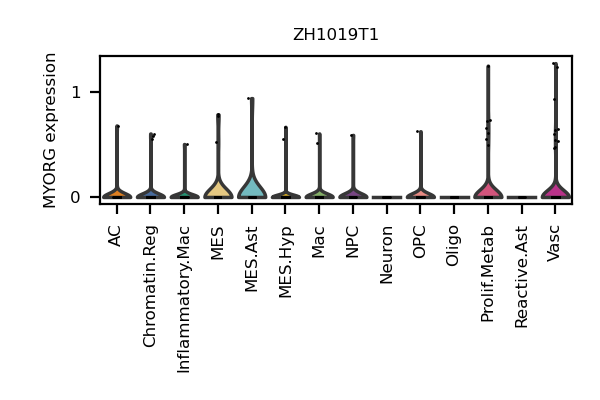 ZH1019T1
MYORG expression
1
0
AC
Chromatin.Reg
Inflammatory.Mac
MES
MES.Ast
MES.Hyp
Mac
NPC
Neuron
OPC
Oligo
Prolif.Metab
Reactive.Ast
Vasc